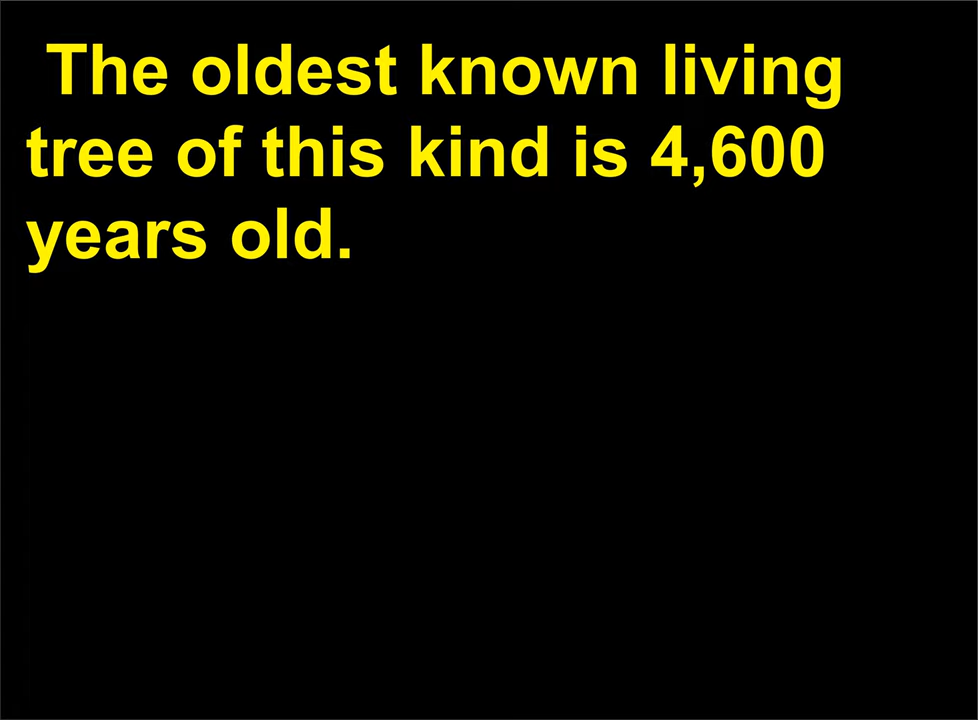 The oldest known living
tree of this kind is 4,600
years old.